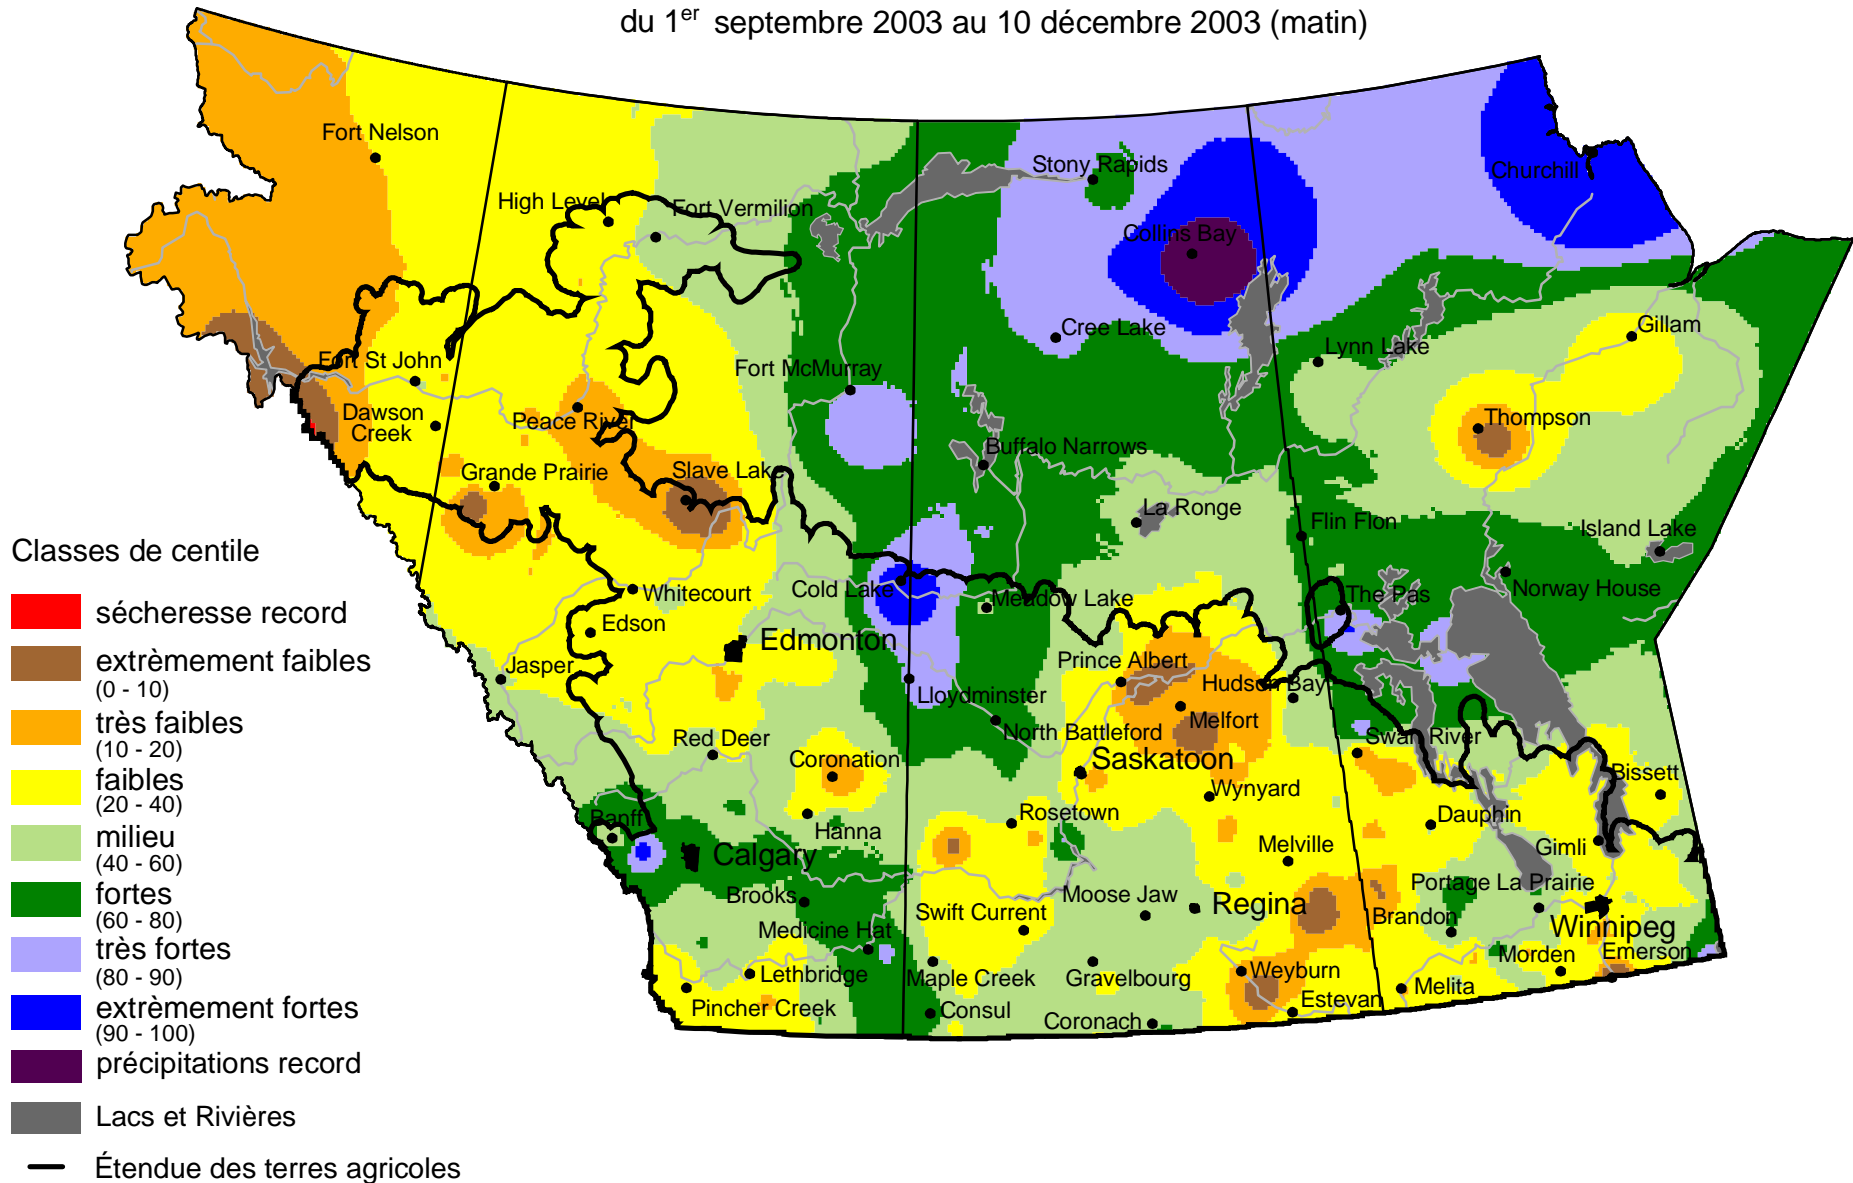 du 1er septembre 2003 au 10 décembre 2003 (matin)
Fort Nelson
Stony Rapids
Churchill
High Level
Fort Vermilion
Collins Bay
Cree Lake
Gillam
Fort St John
Fort McMurray
Lynn Lake
Dawson
Creek
Peace River
Thompson
Buffalo Narrows
Grande Prairie
Slave Lake
La Ronge
Flin Flon
Island Lake
Whitecourt
Cold Lake
Meadow Lake
The Pas
Norway House
Edson
Edmonton
Jasper
Prince Albert
Hudson Bay
Lloydminster
Melfort
North Battleford
Red Deer
Swan River
Coronation
Saskatoon
Bissett
Wynyard
Banff
Hanna
Rosetown
Dauphin
Calgary
Melville
Gimli
Brooks
Moose Jaw
Portage La Prairie
Swift Current
Regina
Brandon
Medicine Hat
Winnipeg
Lethbridge
Maple Creek
Gravelbourg
Weyburn
Morden
Emerson
Pincher Creek
Consul
Coronach
Estevan
Melita
Classes de centile
sécheresse record
extrèmement faibles
(0 - 10)
très faibles
(10 - 20)
faibles
(20 - 40)
milieu
(40 - 60)
fortes
(60 - 80)
très fortes
(80 - 90)
extrèmement fortes
(90 - 100)
précipitations record
Lacs et Rivières
Étendue des terres agricoles